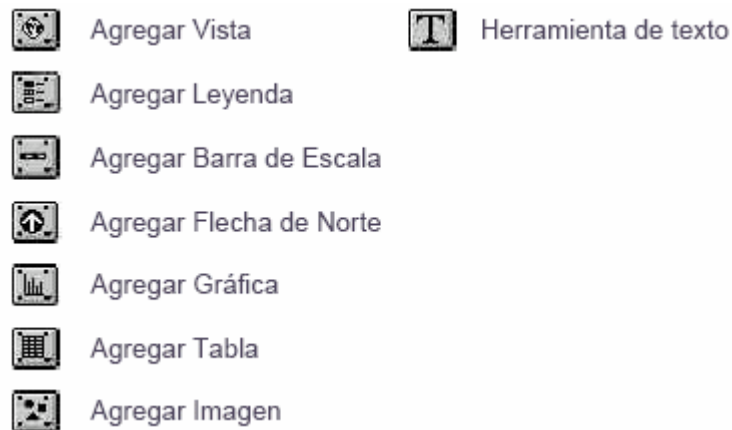 Agregar Vista
Agregar Leyenda
Agregar Barra de Escala
Agregar Flecha de Norte
Agregar Gráfica
Agregar Tabla
Agregar Imagen
T Herramienta de texto